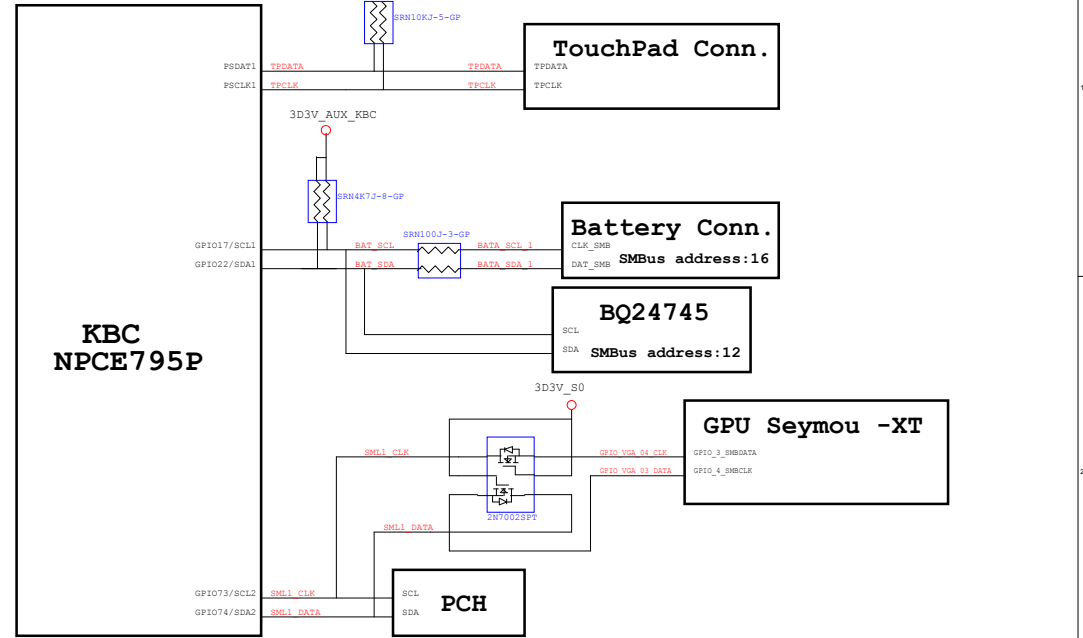 SRN10KJ-5-GP
TouchPad Conn.
PSDAT1 TPDATA TPDATA TPDATA
PSCLK1 TPCLK TPCLK TPCLK
1
3D3V_AUX_KBC
SRN4K7J-8-GP
Battery Conn.
SRN100J-3-GP
GPIO17/SCL1 BAT_SCL BATA_SCL_1 CLK_SMB
SMBus address:16
GPIO22/SDA1 BAT_SDA BATA_SDA_1 DAT_SMB
BQ24745
KBC
NPCE795P
SCL
SDA SMBus address:12
3D3V_S0
GPU Seymou -XT
SML1_CLK GPIO_VGA_04_CLK GPIO_3_SMBDATA
GPIO_VGA_03_DATA GPIO_4_SMBCLK
2
2N7002SPT
SML1_DATA
GPIO73/SCL2 SML1_CLK SCL
PCH
GPIO74/SDA2 SML1_DATA SDA